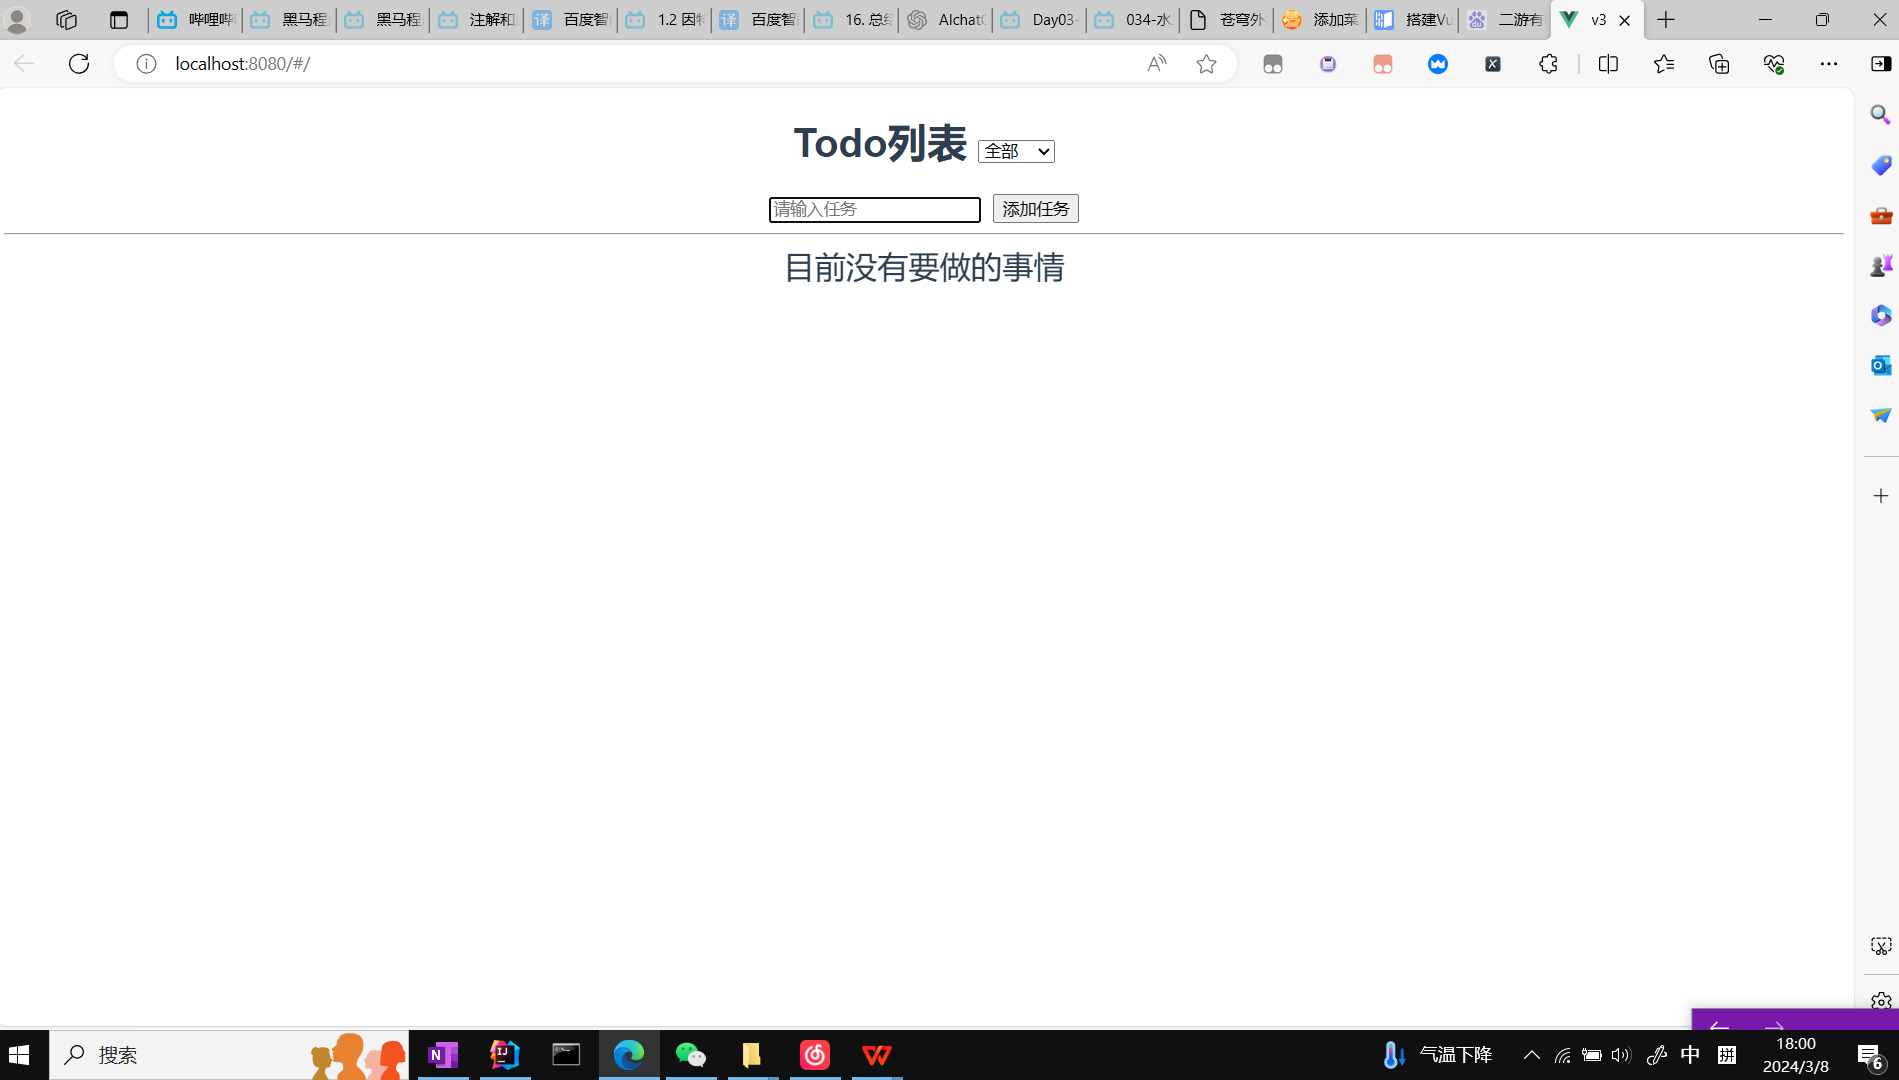 哔哩哔 黑马程 黑马程 注解和 百度智 1.2 因特 百度智 16. 总结 AIchatG Day03- 034-水 苍穹外 添加菜 搭建Vu 二游有 v3
localhost:8080/#/
Todo列表 全部
请输入任务 添加任务
目前没有要做的事情
搜索 气温下降 中 拼 18:00
2024/3/8 6